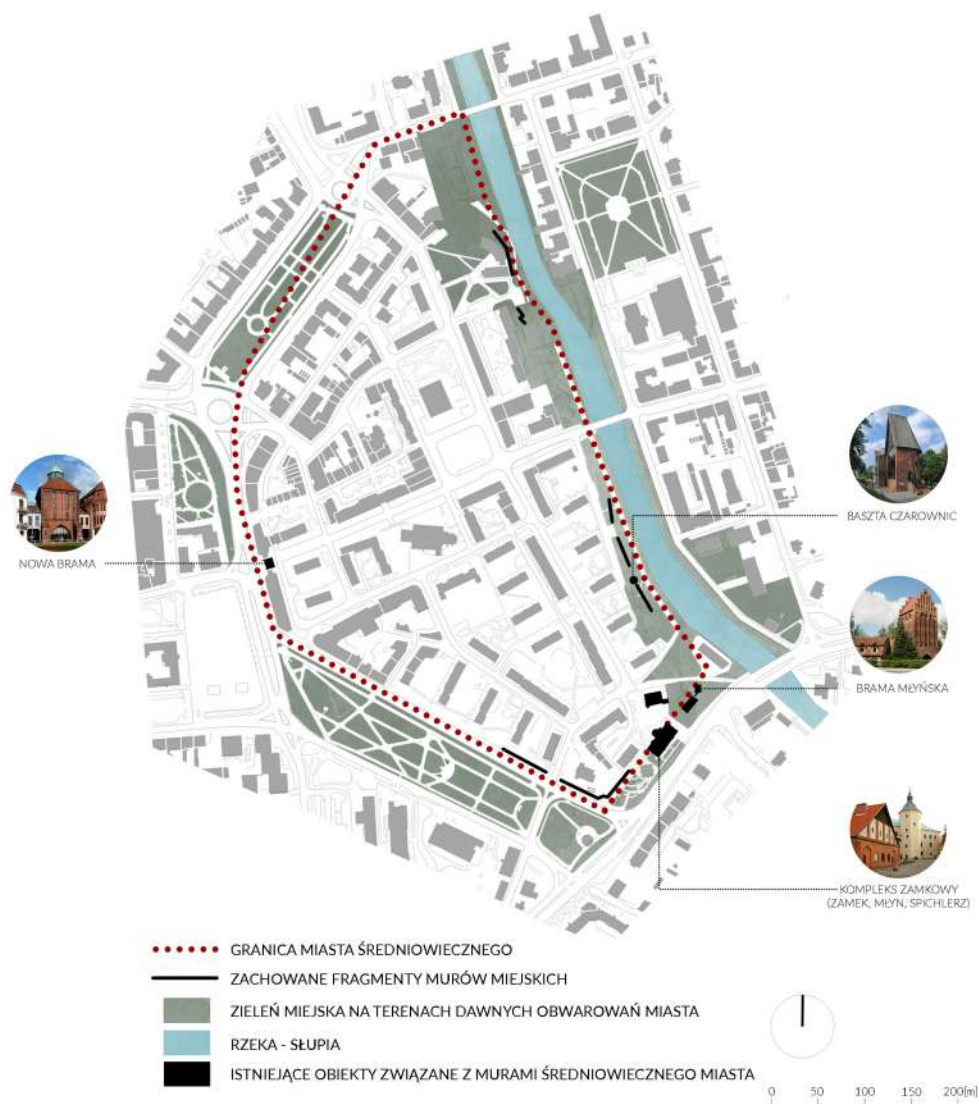 BASZTA CZAROWNIC
NOWA BRAMA
BRAMA MŁYŃSKA
KOMPLEKS ZAMKOWY
(ZAMEK, MŁYN, SPICHLERZ)
GRANICA MIASTA ŚREDNIOWIECZNEGO
ZACHOWANE FRAGMENTY MURÓW MIEJSKICH
ZIELEŃ MIEJSKA NA TERENACH DAWNYCH OBWAROWAŃ MIASTA
RZEKA - SŁUPIA
ISTNIEJĄCE OBIEKTY ZWIĄZANE Z MURAMI ŚREDNIOWIECZNEGO MIASTA
0 50 100 150 200[m]